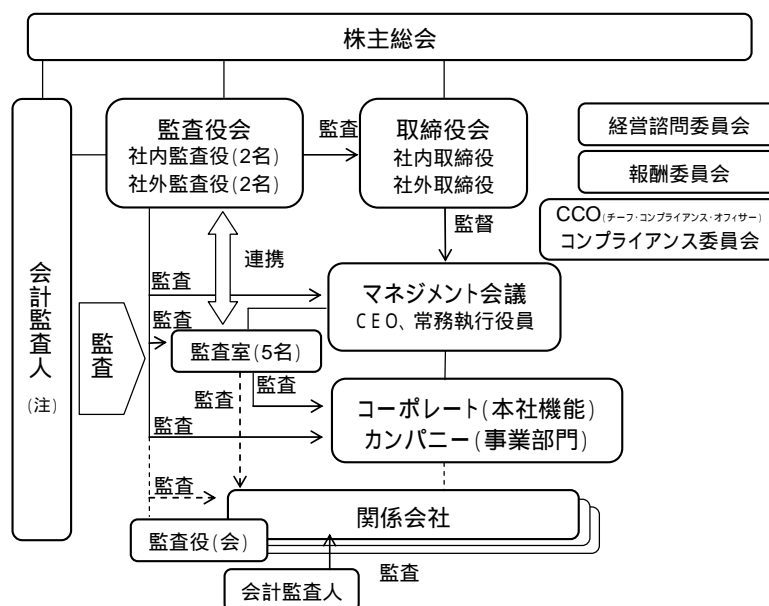 株主総会
会計監査人
(注)
監査
監査役会
社内監査役(2名)
社外監査役(2名)
監査
取締役会
社内取締役
社外取締役
経営諮問委員会
報酬委員会
CCO(チーフ・コンプライアンス・オフィサー)
コンプライアンス委員会
監督
連携
監査
マネジメント会議
CEO、常務執行役員
監査
監査室(5名)
監査
監査
コーポレート(本社機能)
カンパニー(事業部門)
監査
監査
関係会社
監査役(会)
監査
会計監査人